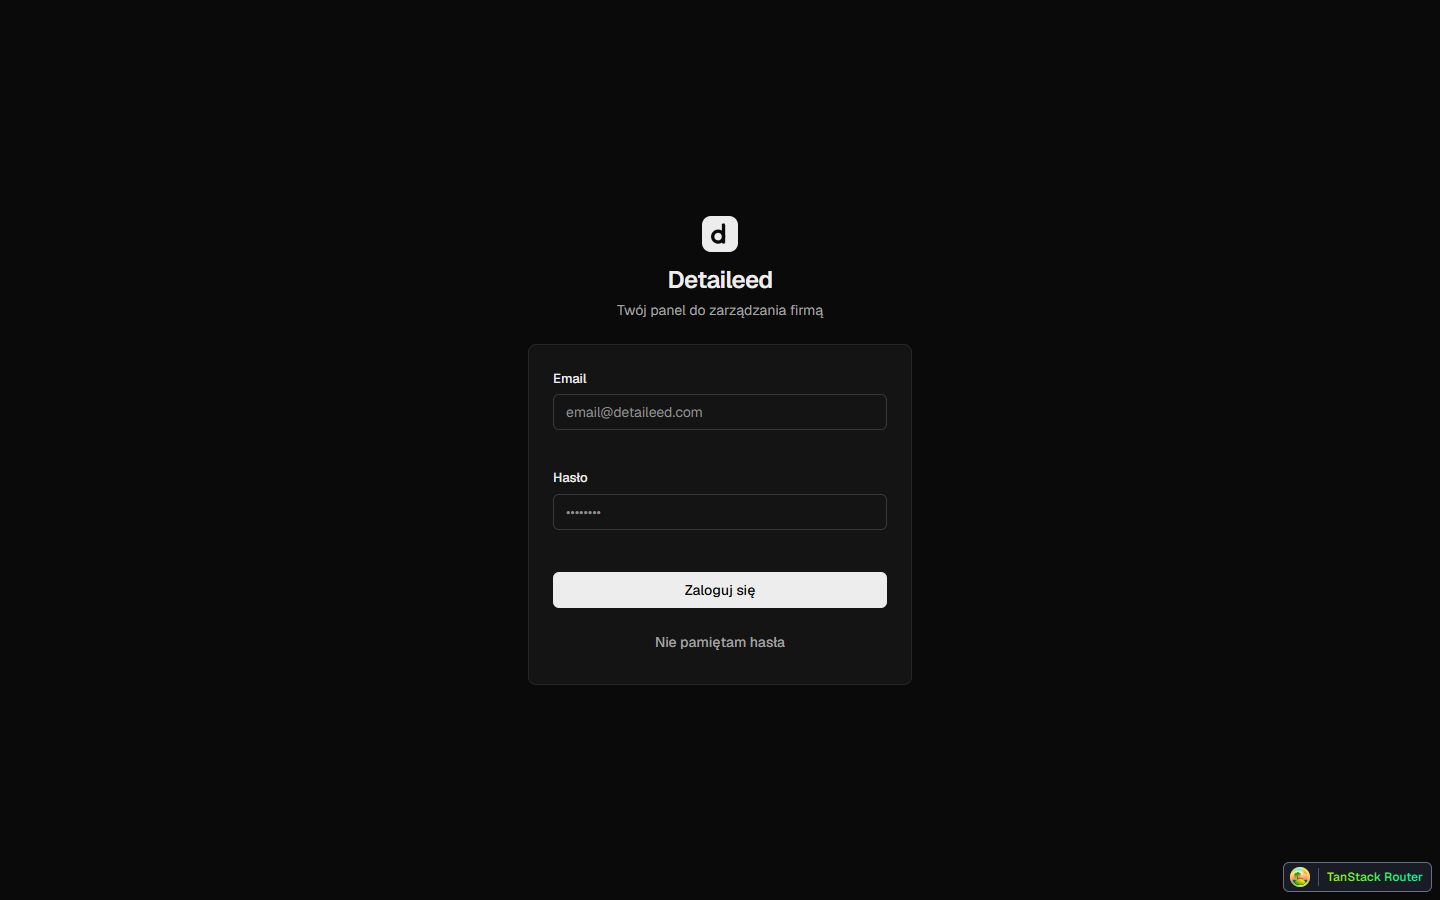 d
Detaileed
Twój panel do zarządzania firmą
Email
email@detaileed.com
Hasło
••••••••
Zaloguj się
Nie pamiętam hasła
TanStack Router